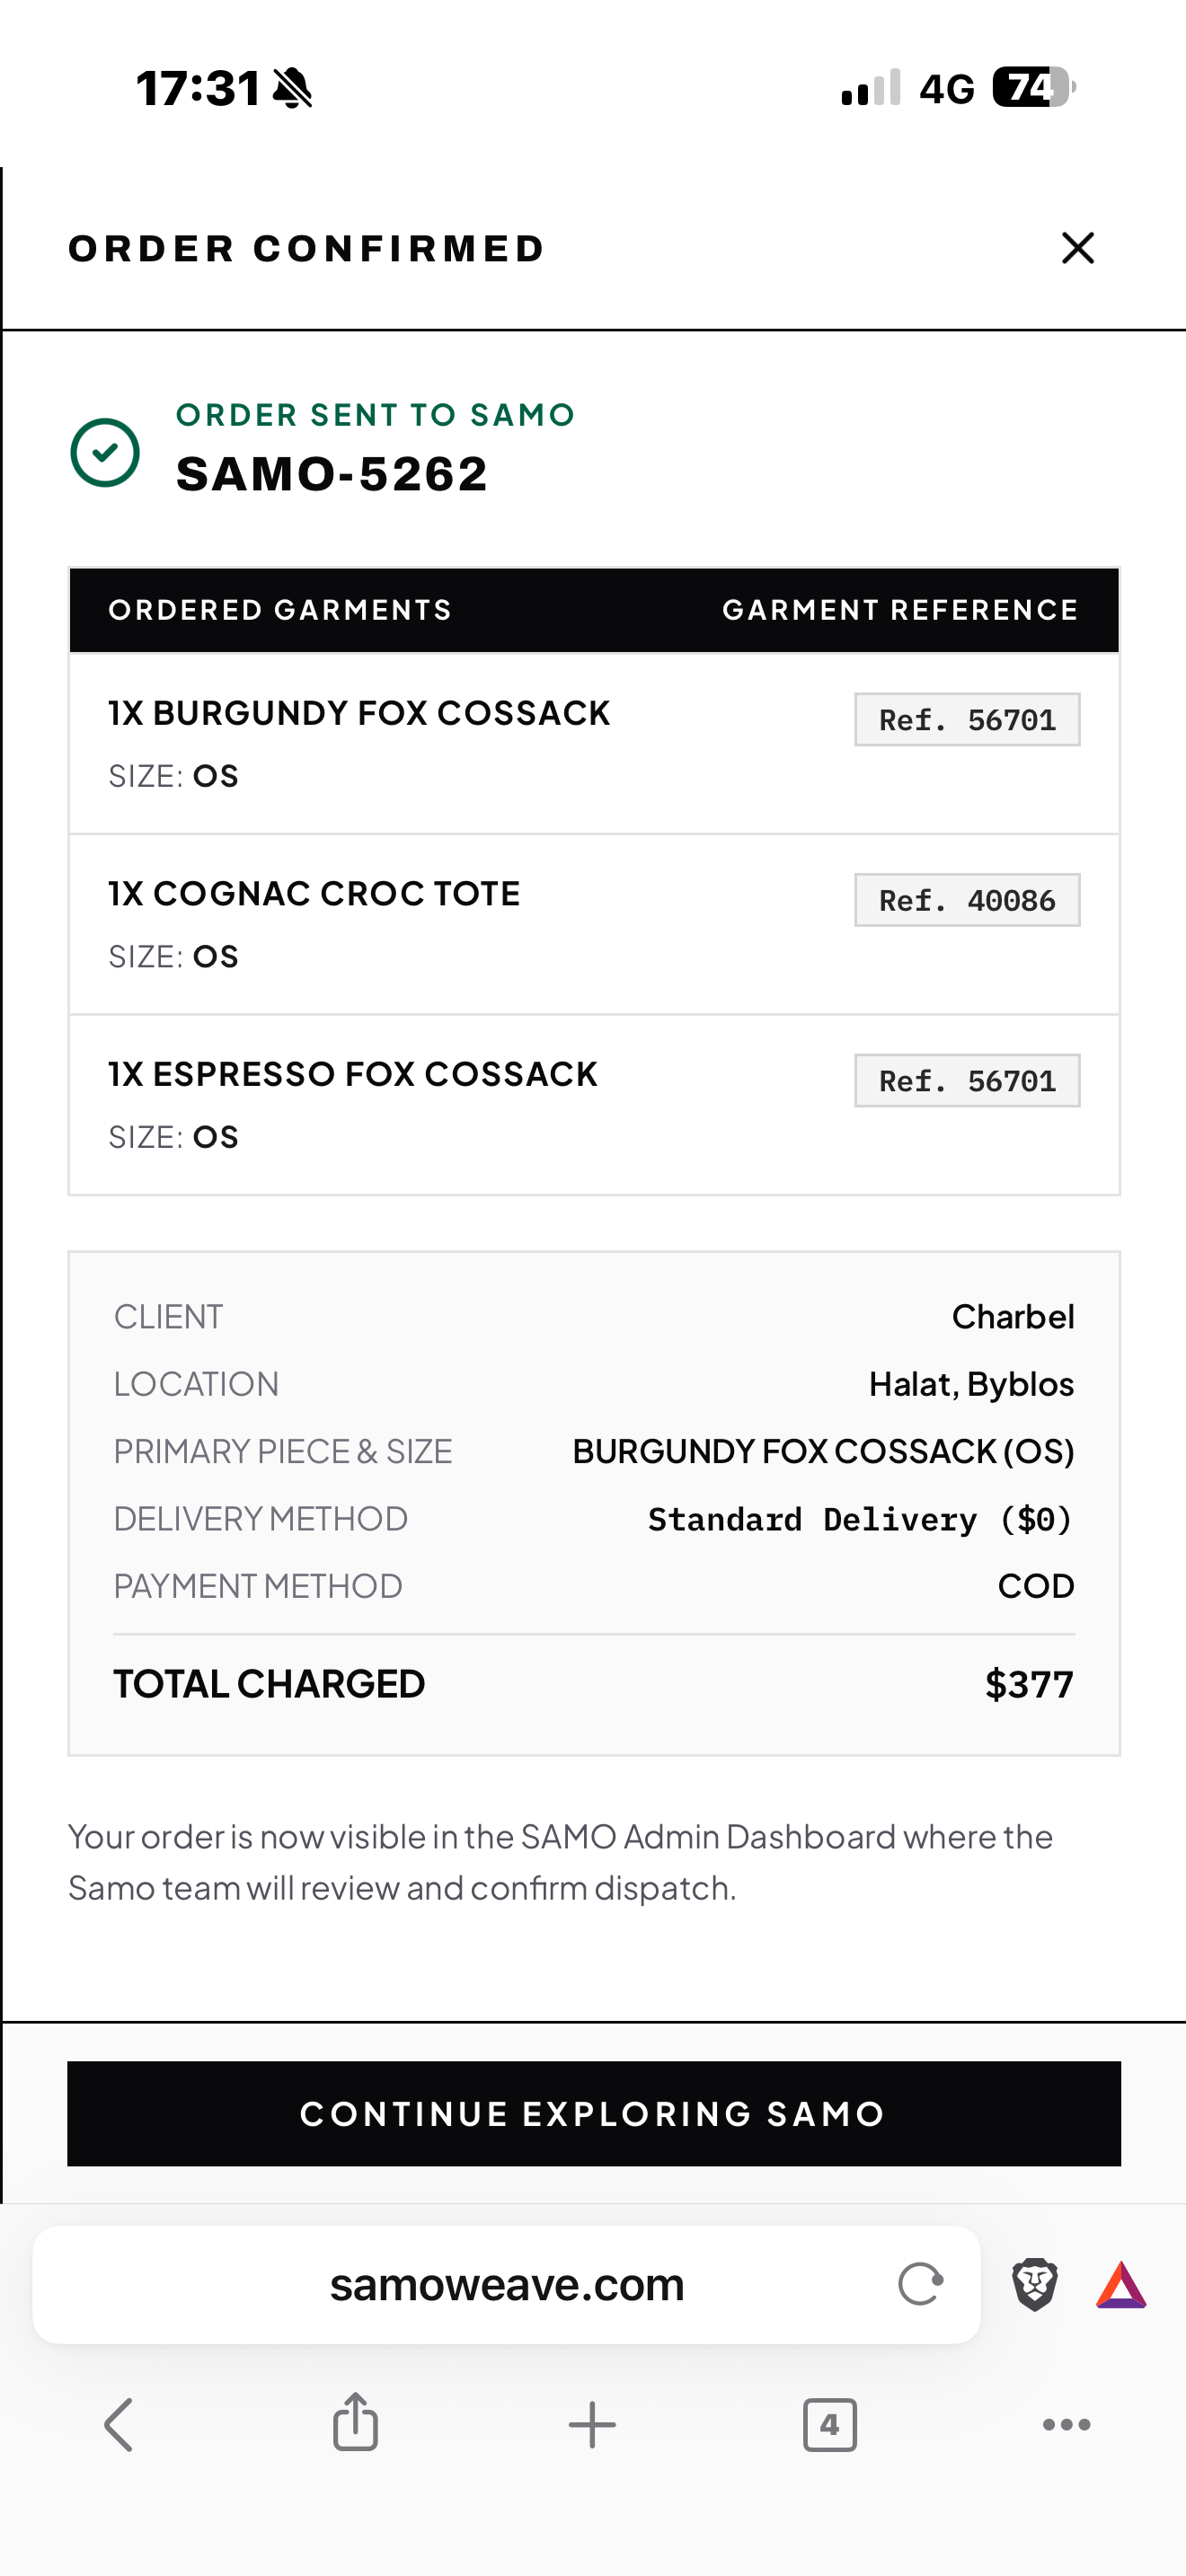 17:31
4G 74
ORDER CONFIRMED
ORDER SENT TO SAMO
SAMO-5262
ORDERED GARMENTS GARMENT REFERENCE
1X BURGUNDY FOX COSSACK Ref. 56701
SIZE: OS
1X COGNAC CROC TOTE Ref. 40086
SIZE: OS
1X ESPRESSO FOX COSSACK Ref. 56701
SIZE: OS
CLIENT Charbel
LOCATION Halat, Byblos
PRIMARY PIECE & SIZE BURGUNDY FOX COSSACK (OS)
DELIVERY METHOD Standard Delivery ($0)
PAYMENT METHOD COD
TOTAL CHARGED $377
Your order is now visible in the SAMO Admin Dashboard where the
Samo team will review and confirm dispatch.
CONTINUE EXPLORING SAMO
samoweave.com
4